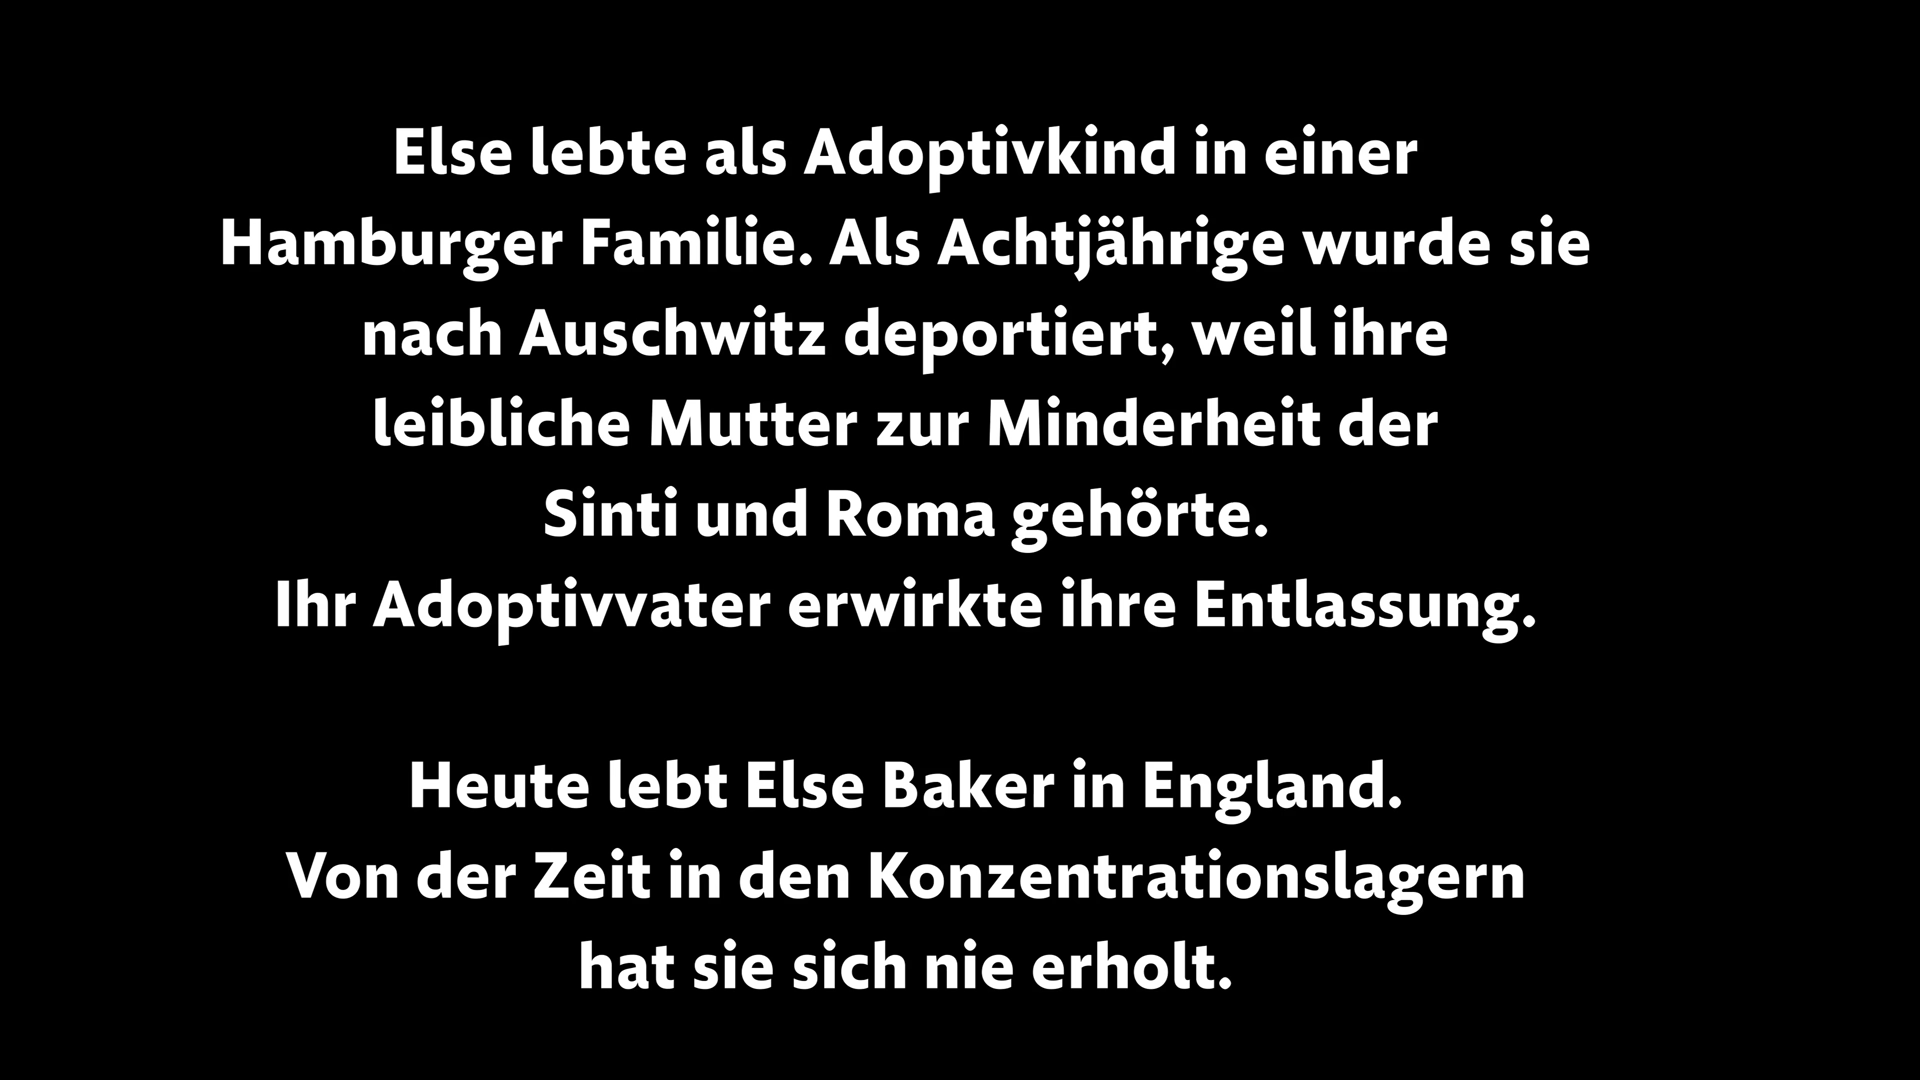 Else lebte als Adoptivkind in einer
Hamburger Familie. Als Achtjährige wurde sie
nach Auschwitz deportiert, weil ihre
leibliche Mutter zur Minderheit der
Sinti und Roma gehörte.
Ihr Adoptivvater erwirkte ihre Entlassung.
Heute lebt Else Baker in England.
Von der Zeit in den Konzentrationslagern
hat sie sich nie erholt.